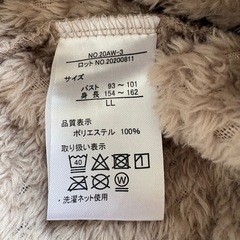 NO.20AW-3
ロットNO.20200811
サイズ
バスト 93 ～ 101
身長 154 ～ 162
LL
品質表示
ポリエステル 100%
取り扱い表示
40
W
・洗濯ネット使用